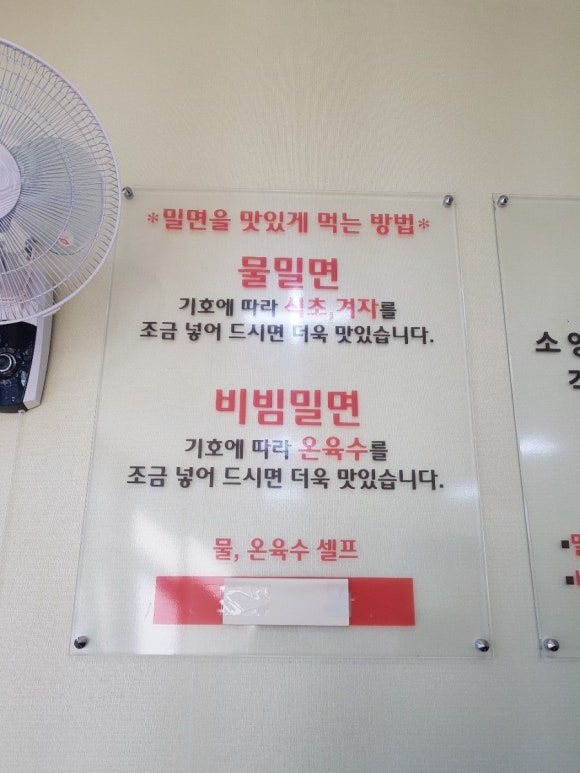 *밀면을 맛있게 먹는 방법*
물밀면
기호에 따라 식초,겨자를
조금 넣어 드시면 더욱 맛있습니다.
비빔밀면
기호에 따라 온육수를
조금 넣어 드시면 더욱 맛있습니다.
물, 온육수 셀프
소